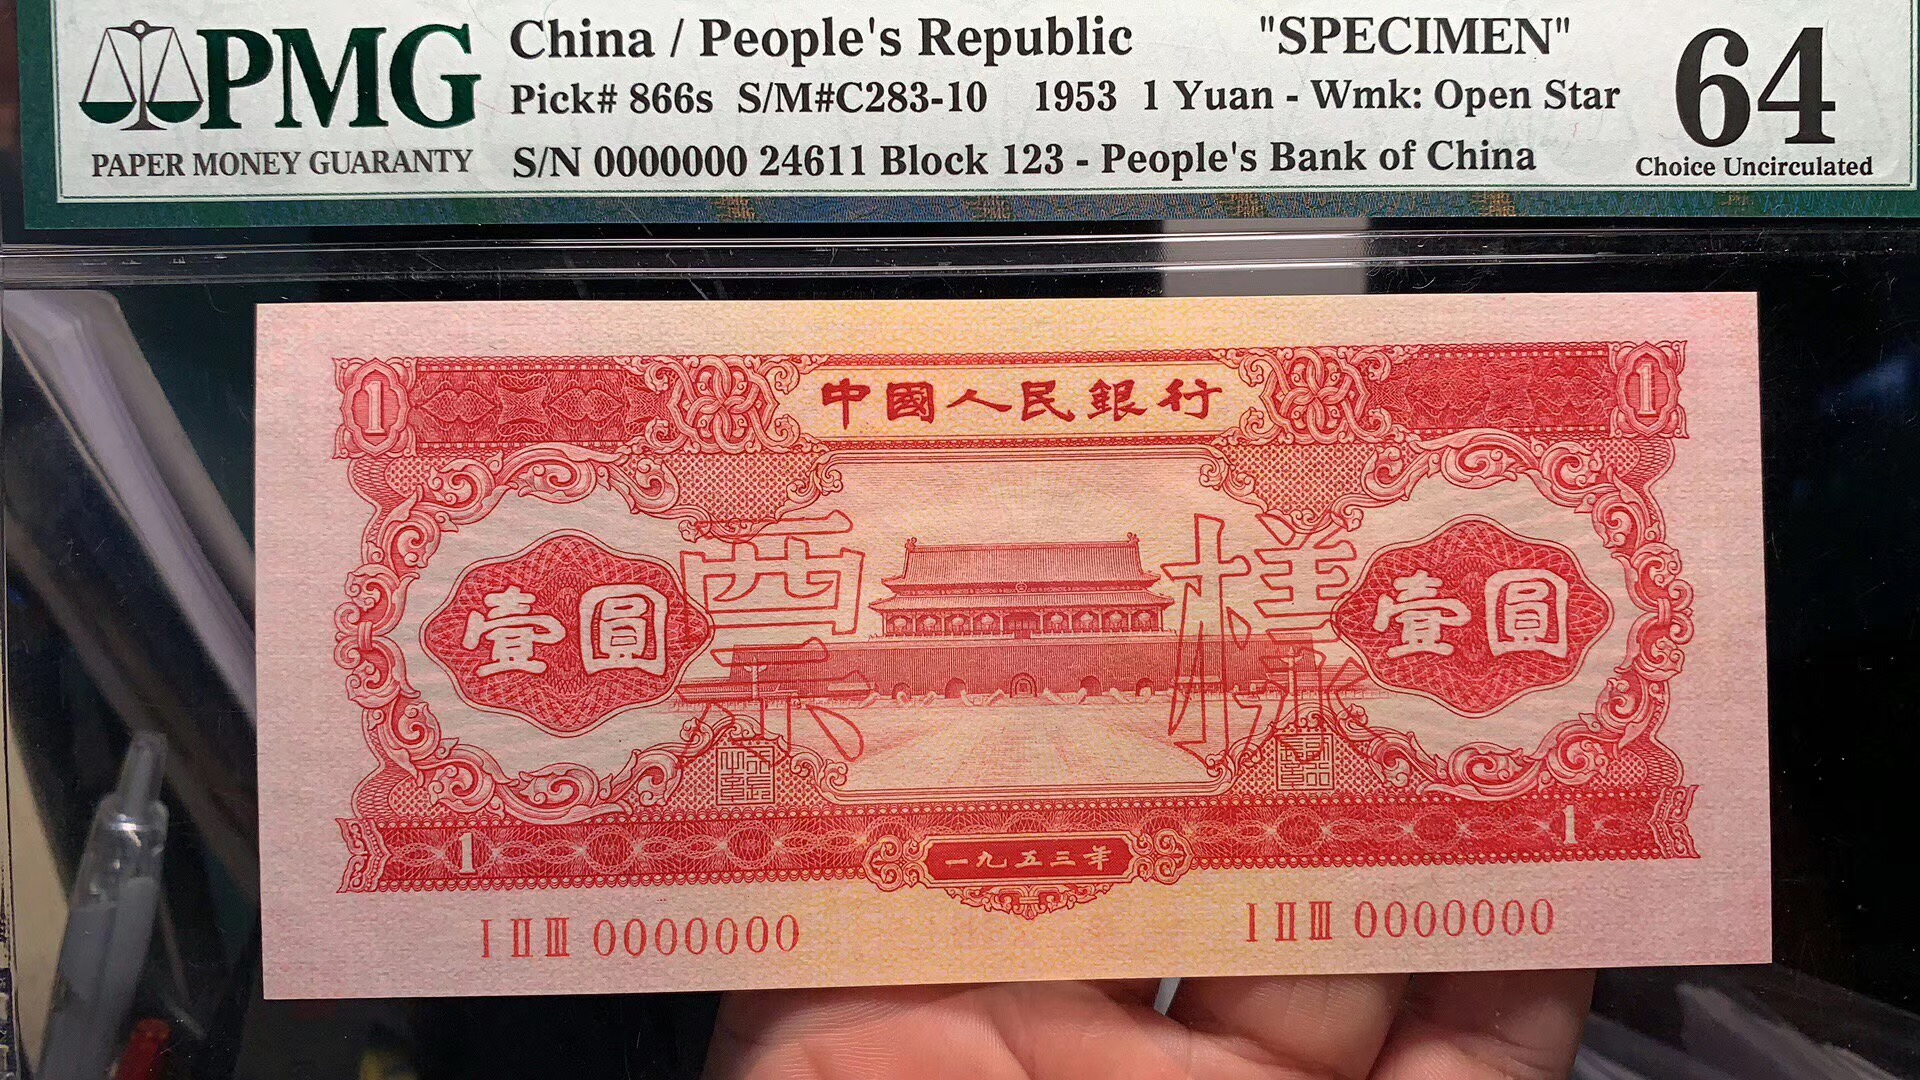 PMG
PAPER MONEY GUARANTY
China / People's Republic "SPECIMEN"
Pick# 866s S/M#C283-10 1953 1 Yuan - Wmk: Open Star
S/N 0000000 24611 Block 123 - People's Bank of China
64
Choice Uncirculated
1 中國人民銀行 1
票 樣
壹圓 壹圓
1 一九五三年 1
I II III 0000000 I II III 0000000